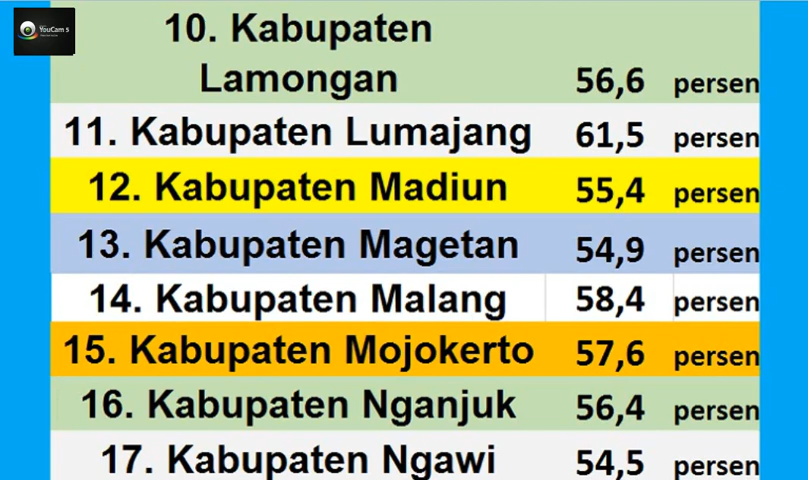 YouCam 5
10. Kabupaten
Lamongan 56,6 persen
11. Kabupaten Lumajang 61,5 persen
12. Kabupaten Madiun 55,4 persen
13. Kabupaten Magetan 54,9 persen
14. Kabupaten Malang 58,4 persen
15. Kabupaten Mojokerto 57,6 persen
16. Kabupaten Nganjuk 56,4 persen
17. Kabupaten Ngawi 54,5 persen